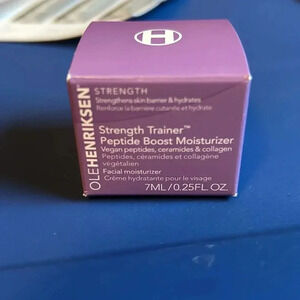 H
OLEHENRIKSEN™
STRENGTH
Strengthens skin barrier & hydrates
Renforce la barrière cutanée et hydrate
Strength Trainer™
Peptide Boost Moisturizer
Vegan peptides, ceramides & collagen
Peptides, céramides et collagène
végétalien
Facial moisturizer
Crème hydratante pour le visage
7ML/0.25FL.OZ.